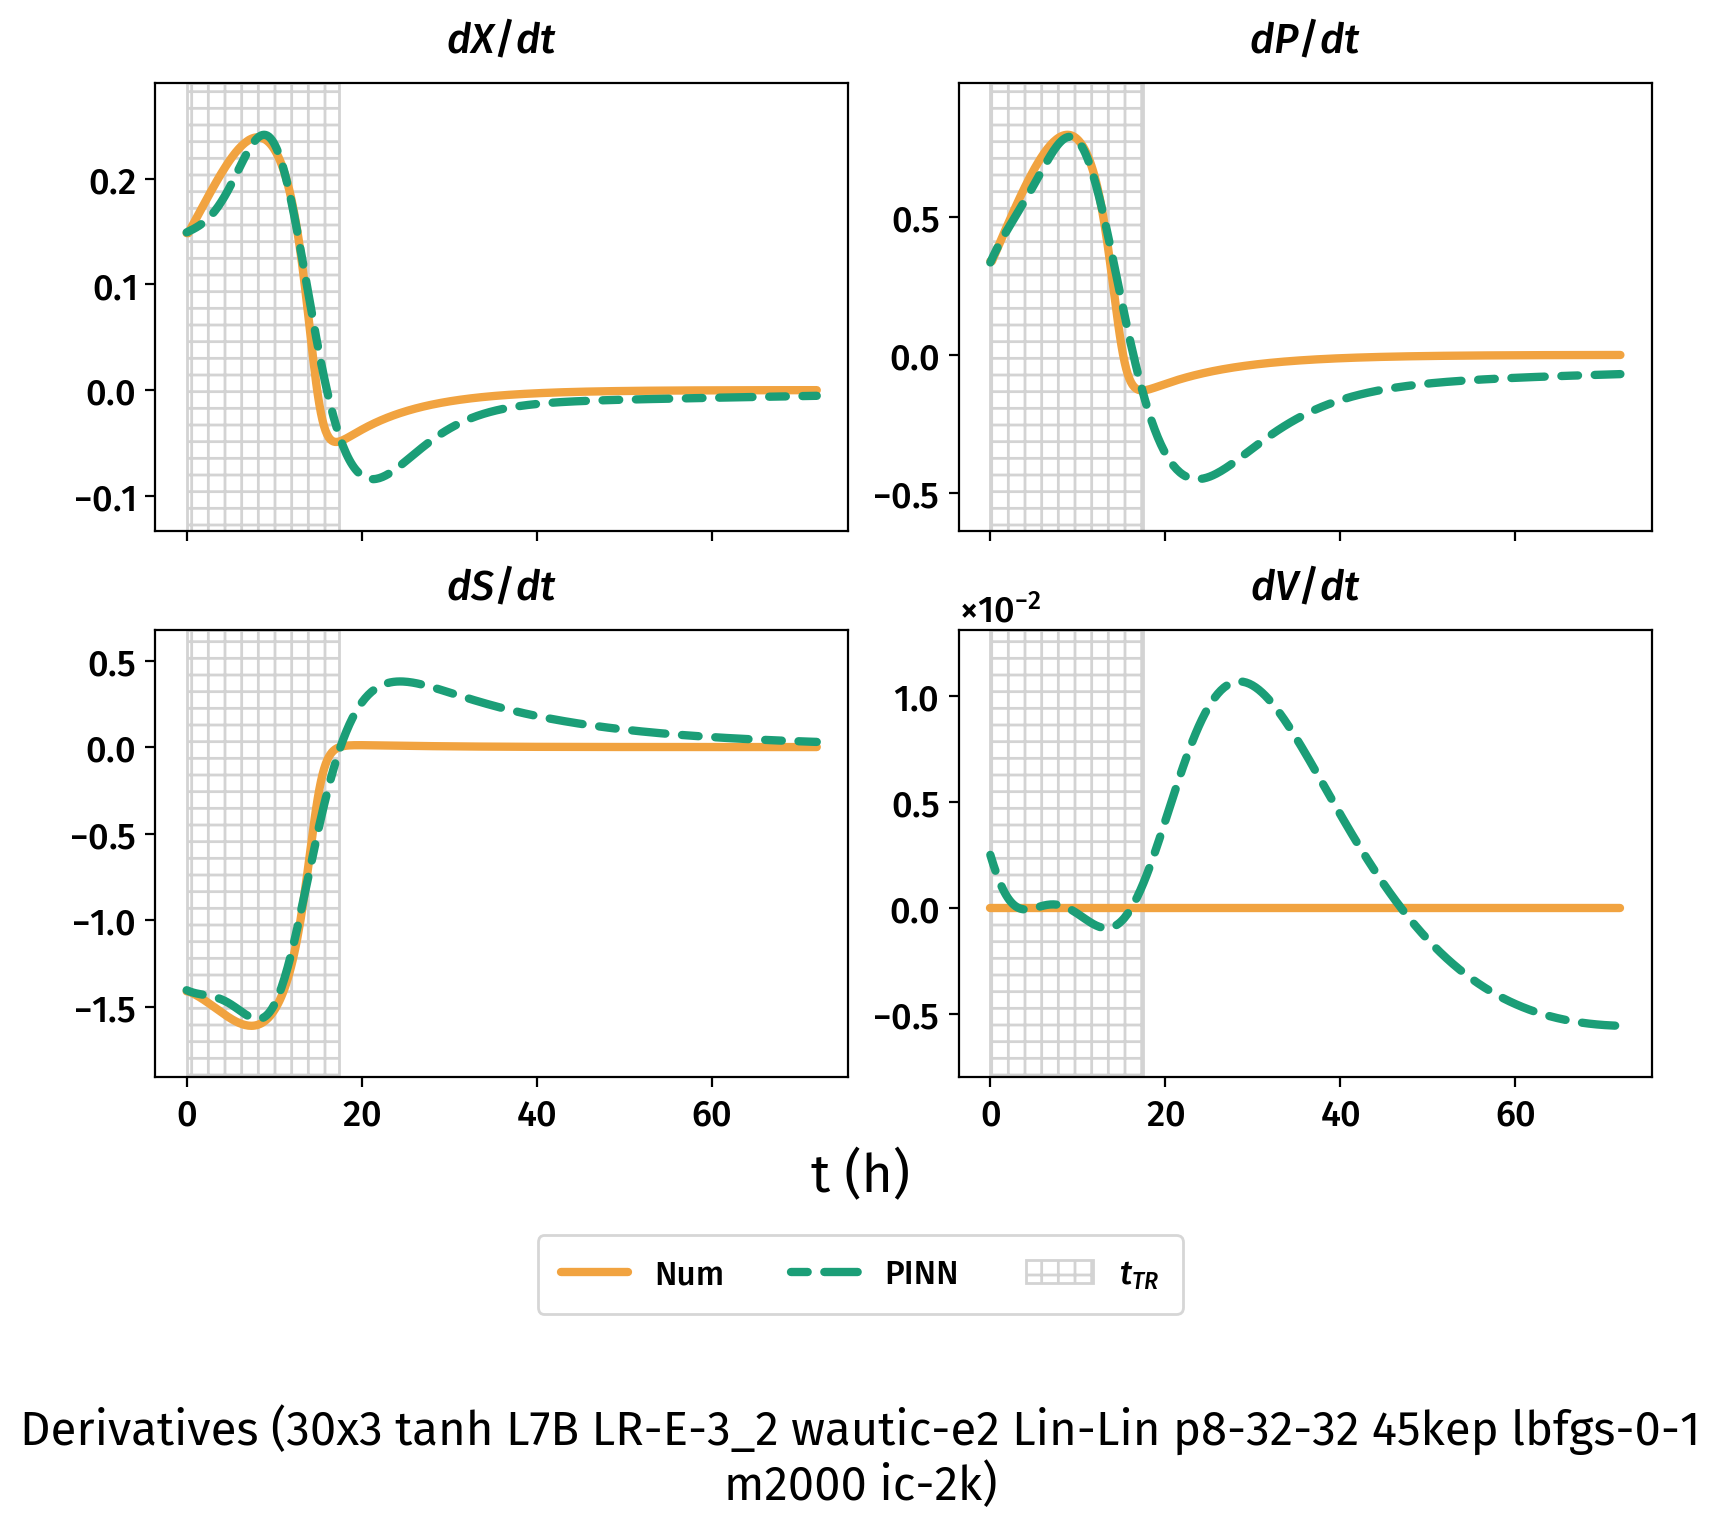 dX/dt
dP/dt
0.2
0.1
0.0
−0.1
0.5
0.0
−0.5
dS/dt
dV/dt
×10⁻²
0.5
0.0
−0.5
−1.0
−1.5
1.0
0.5
0.0
−0.5
0 20 40 60
0 20 40 60
t (h)
Num PINN t_TR
Derivatives (30x3 tanh L7B LR-E-3_2 wautic-e2 Lin-Lin p8-32-32 45kep lbfgs-0-1
m2000 ic-2k)